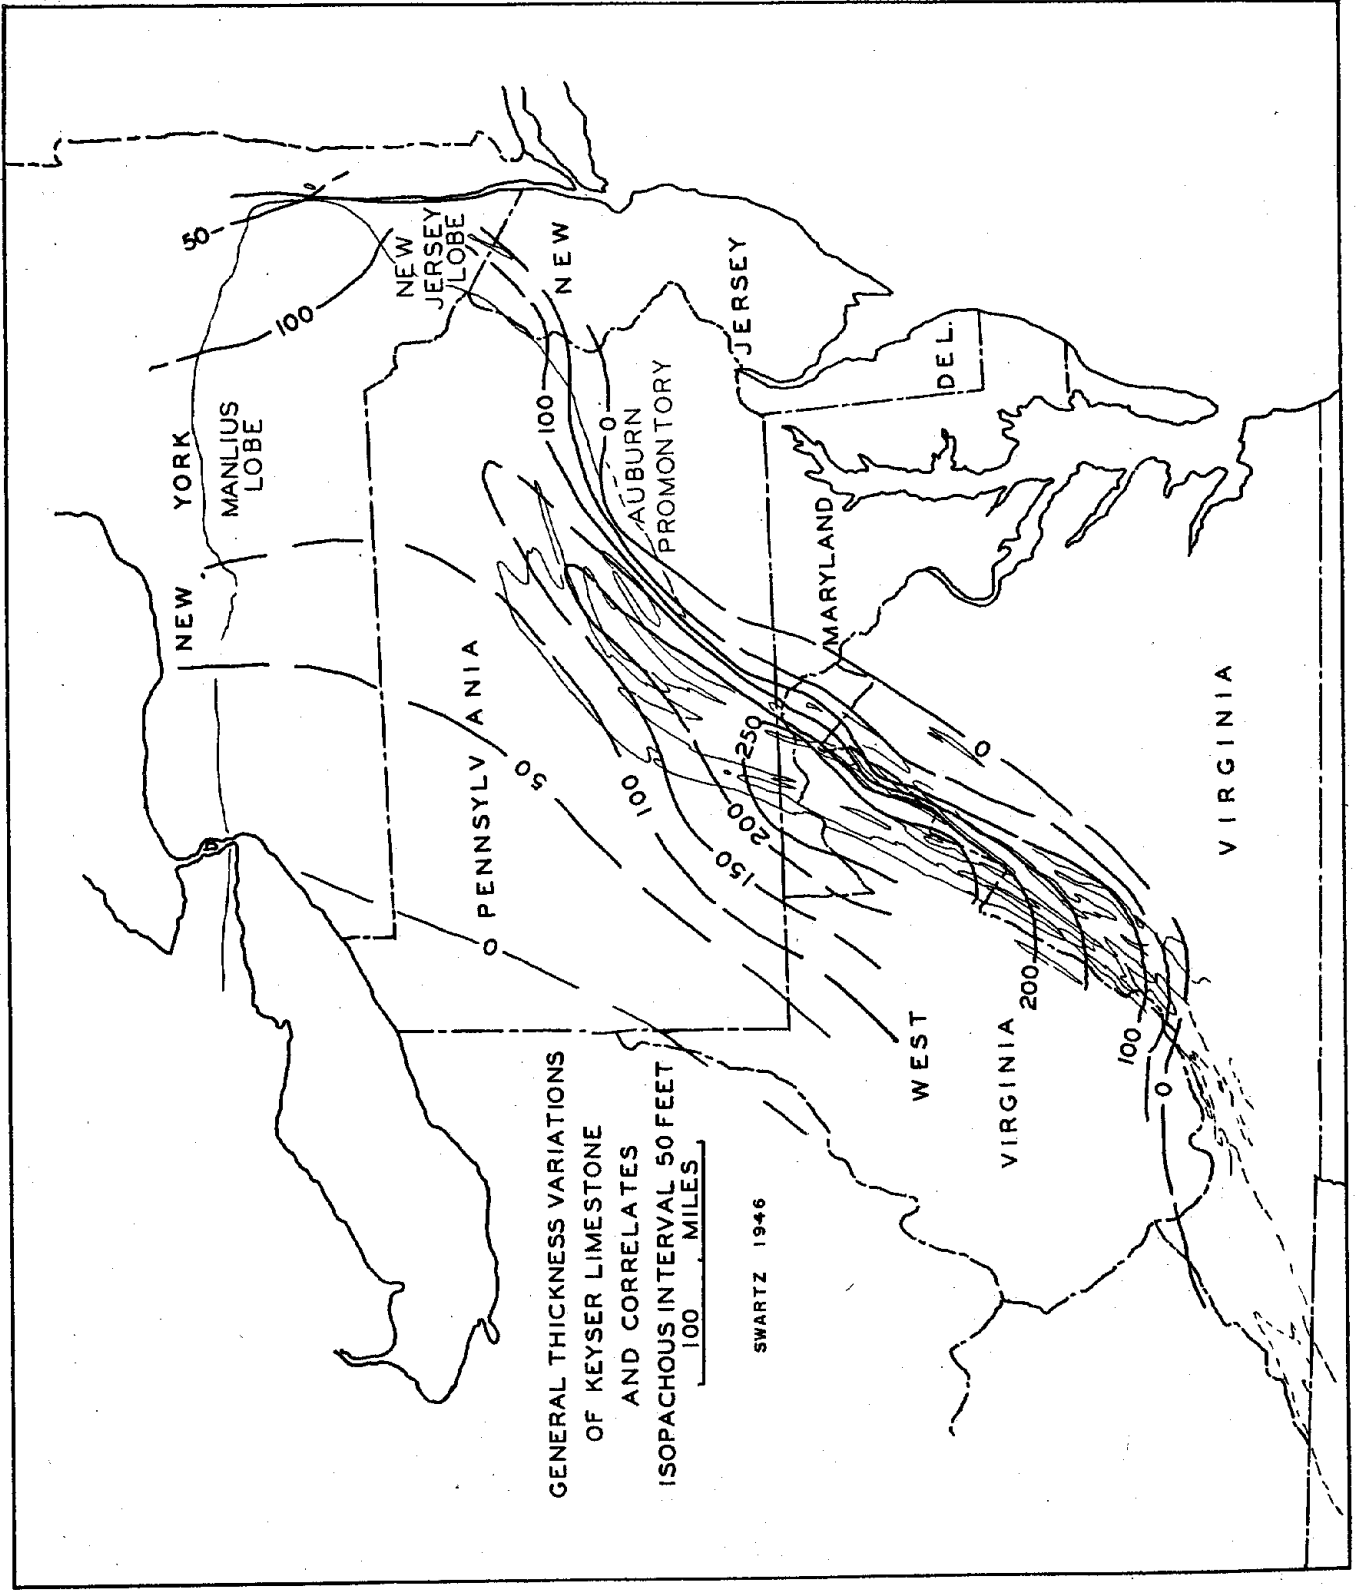 GENERAL THICKNESS VARIATIONS
OF KEYSER LIMESTONE
AND CORRELATES
ISOPACHOUS INTERVAL 50 FEET
100 MILES
SWARTZ 1946
NEW YORK
MANLIUS
LOBE
50
100
NEW
JERSEY
LOBE
NEW
JERSEY
PENNSYLVANIA
0
50
100
150
200
250
100
0
AUBURN
PROMONTORY
DEL.
MARYLAND
WEST
VIRGINIA
200
100
0
0
VIRGINIA